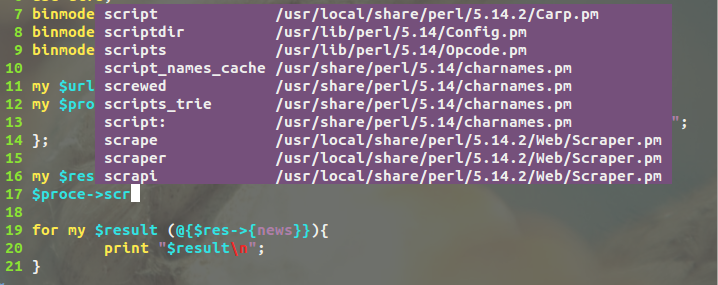 7 binmode script /usr/local/share/perl/5.14.2/Carp.pm
8 binmode scriptdir /usr/lib/perl/5.14/Config.pm
9 binmode scripts /usr/lib/perl/5.14/Opcode.pm
10 script_names_cache /usr/share/perl/5.14/charnames.pm
11 my $url screwed /usr/share/perl/5.14/charnames.pm
12 my $pro scripts_trie /usr/share/perl/5.14/charnames.pm
13 script: /usr/share/perl/5.14/charnames.pm ";
14 }; scrape /usr/local/share/perl/5.14.2/Web/Scraper.pm
15 scraper /usr/local/share/perl/5.14.2/Web/Scraper.pm
16 my $res scrapi /usr/local/share/perl/5.14.2/Web/Scraper.pm
17 $proce->scr
18
19 for my $result (@{$res->{news}}){
20 print "$result\n";
21 }